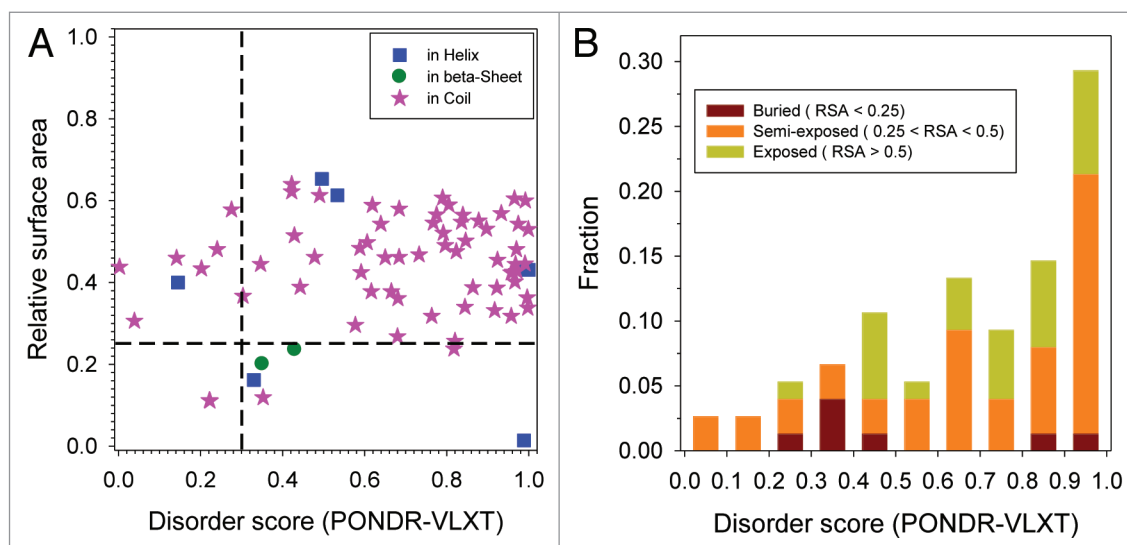 A
1.0
0.8
0.6
0.4
0.2
0.0
Relative surface area
in Helix
in beta-Sheet
in Coil
0.0 0.2 0.4 0.6 0.8 1.0
Disorder score (PONDR-VLXT)
B
0.30
0.25
0.20
0.15
0.10
0.05
0.00
Fraction
Buried ( RSA < 0.25)
Semi-exposed ( 0.25 < RSA < 0.5)
Exposed ( RSA > 0.5)
0.0 0.1 0.2 0.3 0.4 0.5 0.6 0.7 0.8 0.9 1.0
Disorder score (PONDR-VLXT)